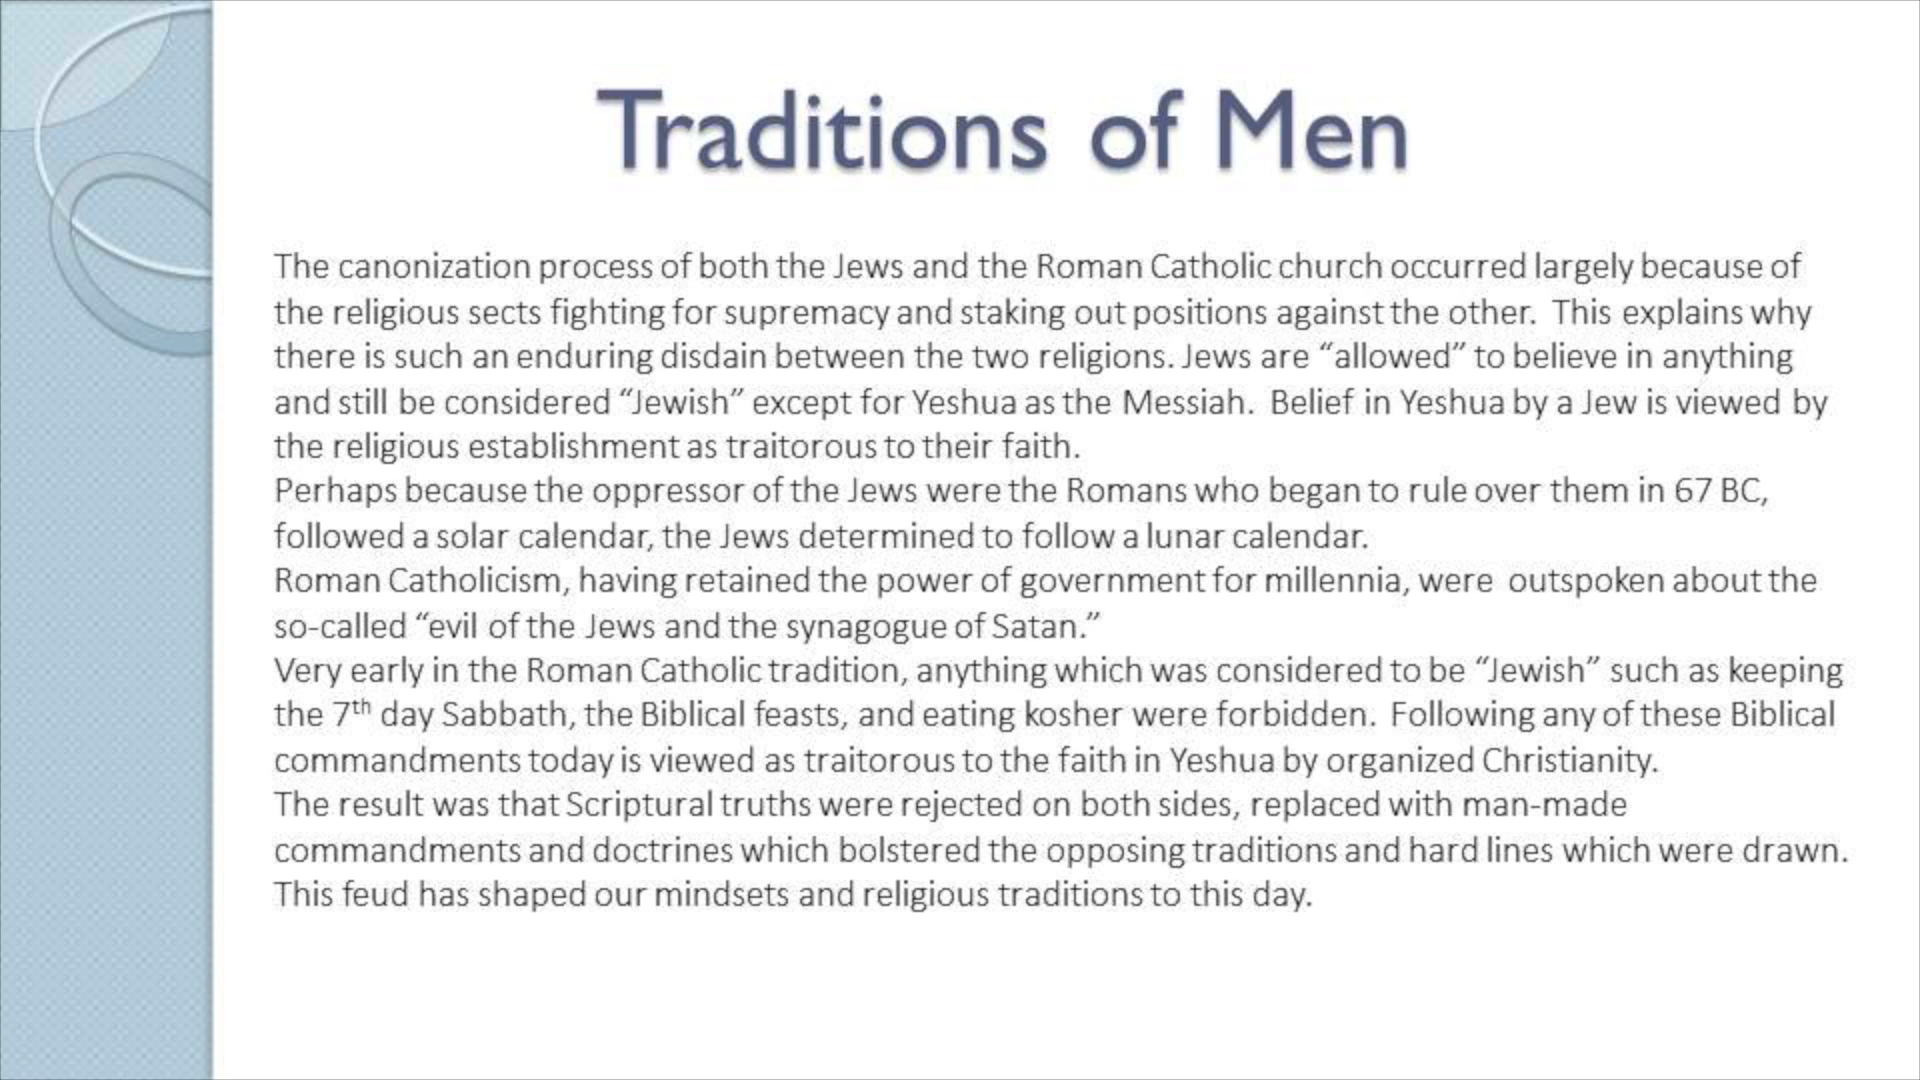 Traditions of Men
The canonization process of both the Jews and the Roman Catholic church occurred largely because of
the religious sects fighting for supremacy and staking out positions against the other. This explains why
there is such an enduring disdain between the two religions. Jews are “allowed” to believe in anything
and still be considered “Jewish” except for Yeshua as the Messiah. Belief in Yeshua by a Jew is viewed by
the religious establishment as traitorous to their faith.
Perhaps because the oppressor of the Jews were the Romans who began to rule over them in 67 BC,
followed a solar calendar, the Jews determined to follow a lunar calendar.
Roman Catholicism, having retained the power of government for millennia, were outspoken about the
so-called “evil of the Jews and the synagogue of Satan.”
Very early in the Roman Catholic tradition, anything which was considered to be “Jewish” such as keeping
the 7th day Sabbath, the Biblical feasts, and eating kosher were forbidden. Following any of these Biblical
commandments today is viewed as traitorous to the faith in Yeshua by organized Christianity.
The result was that Scriptural truths were rejected on both sides, replaced with man-made
commandments and doctrines which bolstered the opposing traditions and hard lines which were drawn.
This feud has shaped our mindsets and religious traditions to this day.